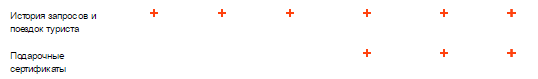 История запросов и + + + + + +
поездок туриста
Подарочные + + +
сертификаты